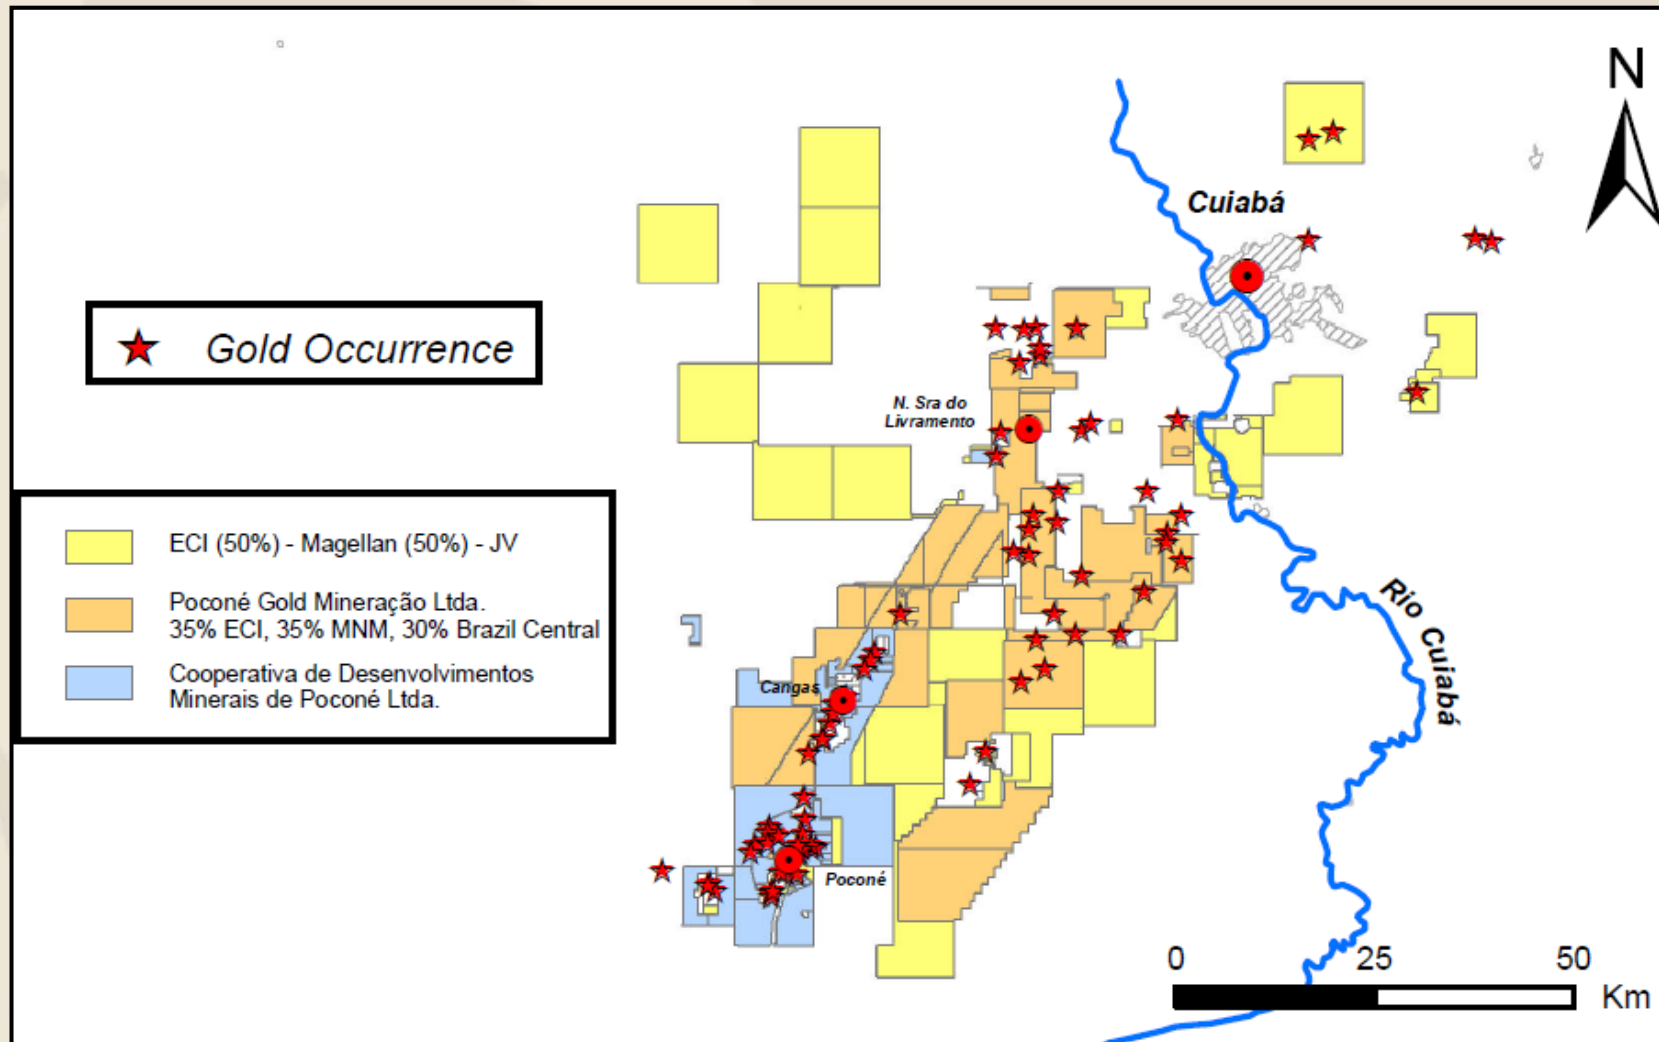 N
Cuiabá
Gold Occurrence
N. Sra do
Livramento
ECI (50%) - Magellan (50%) - JV
Poconé Gold Mineração Ltda.
35% ECI, 35% MNM, 30% Brazil Central
Cooperativa de Desenvolvimentos
Minerais de Poconé Ltda.
Rio Cuiabá
Cangas
Poconé
0 25 50
Km